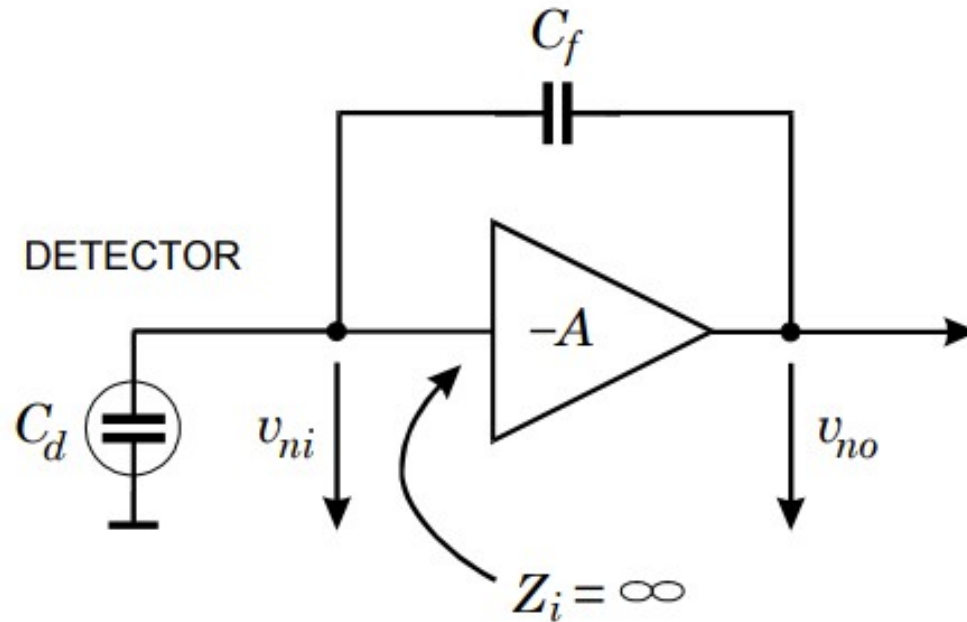 C_f
DETECTOR
–A
C_d
v_ni
v_no
Z_i = ∞